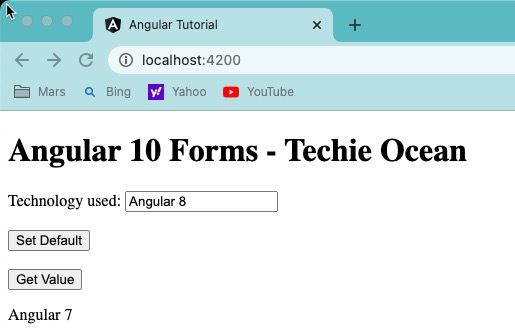 Angular Tutorial
localhost:4200
Mars Bing Yahoo YouTube
Angular 10 Forms - Techie Ocean
Technology used: Angular 8
Set Default
Get Value
Angular 7